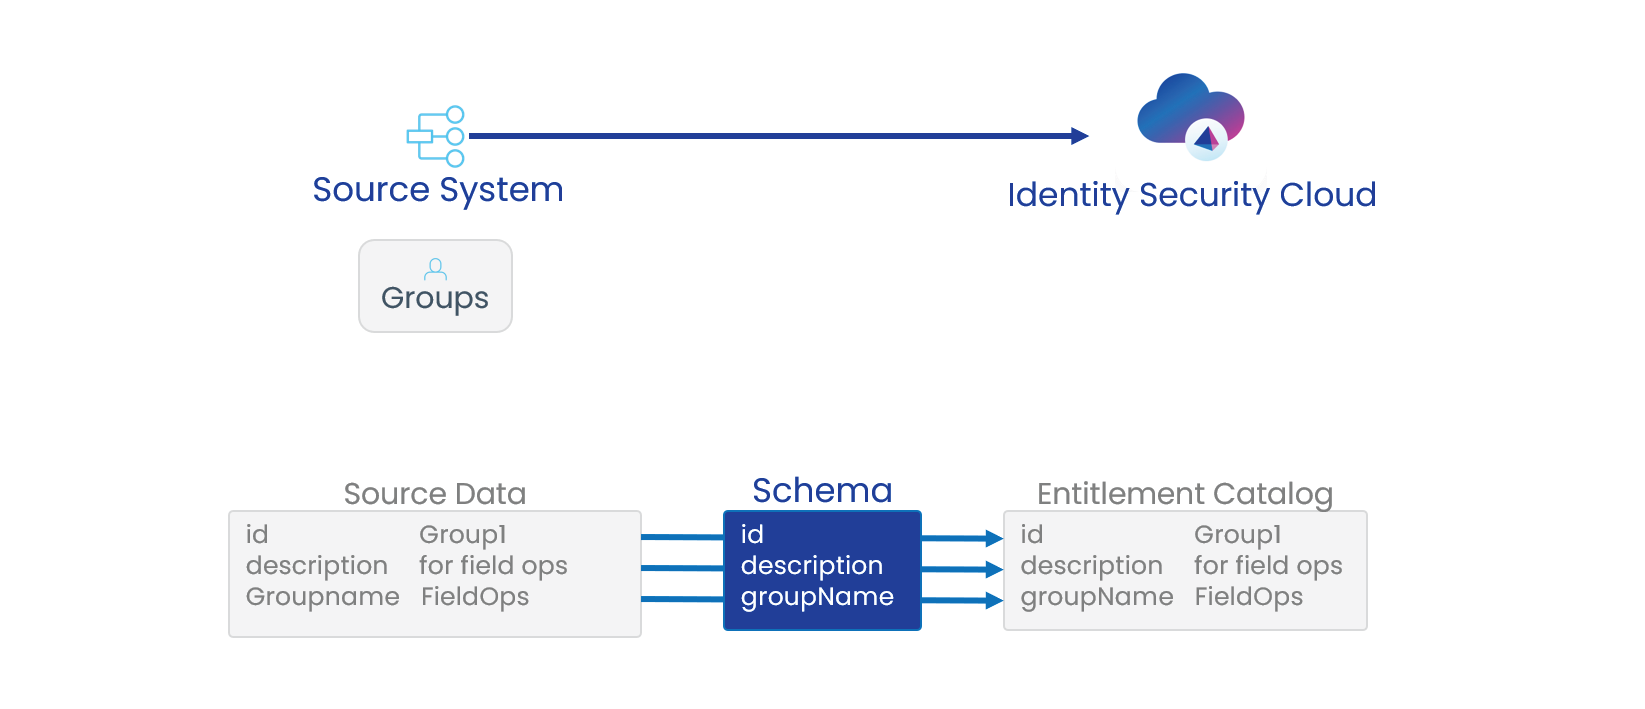 Source System
Identity Security Cloud
Groups
Source Data
Schema
Entitlement Catalog
id Group1
description for field ops
Groupname FieldOps
id
description
groupName
id Group1
description for field ops
groupName FieldOps